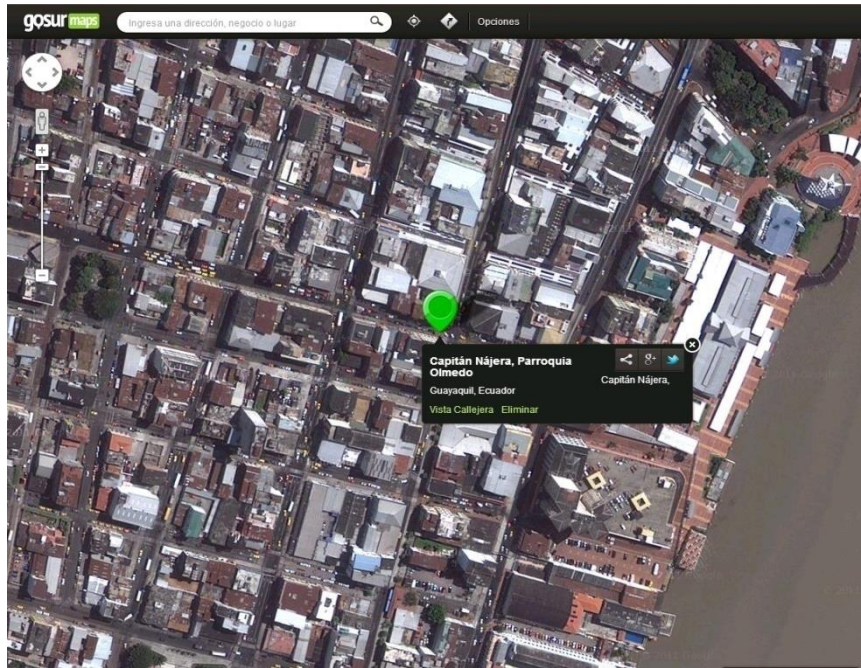 gosur maps
Ingresa una dirección, negocio o lugar
Opciones
Capitán Nájera, Parroquia
Olmedo
Guayaquil, Ecuador
Vista Callejera Eliminar
Capitán Nájera,